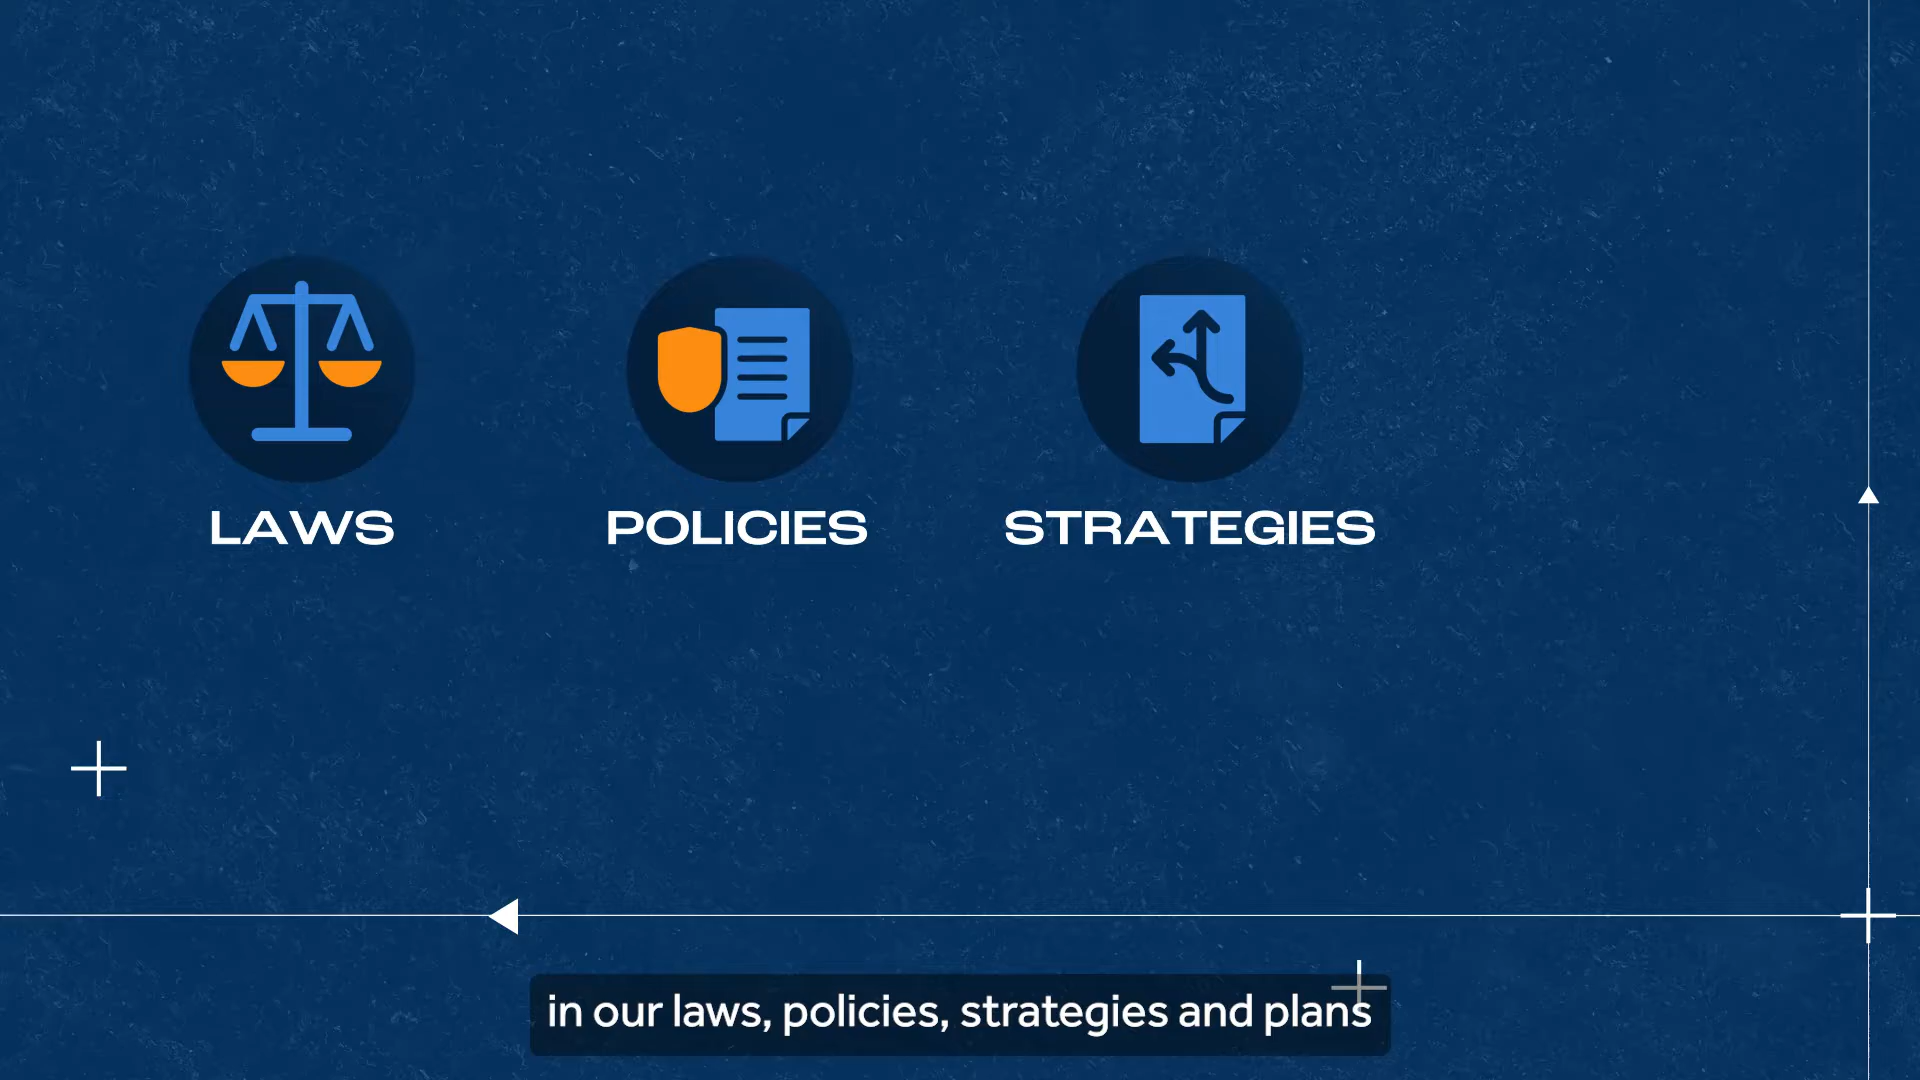 LAWS
POLICIES
STRATEGIES
in our laws, policies, strategies and plans